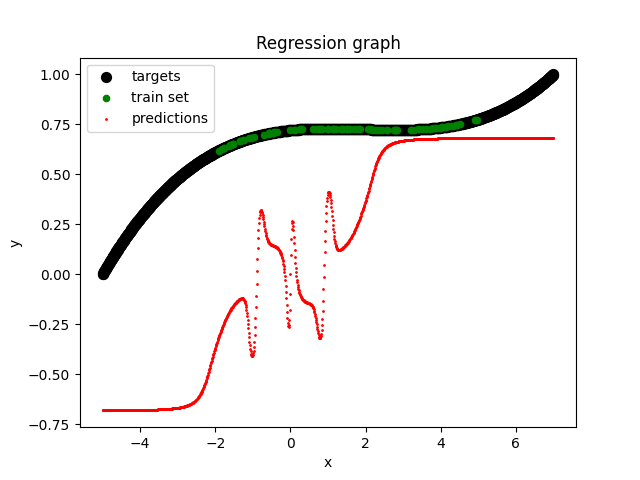 Regression graph
targets
train set
predictions
1.00
0.75
0.50
0.25
0.00
−0.25
−0.50
−0.75
y
−4 −2 0 2 4 6
x